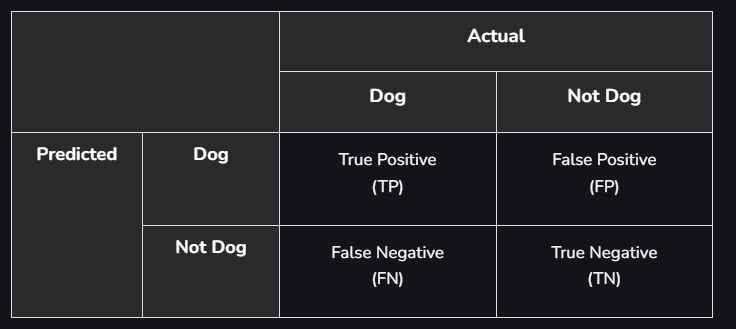 Actual
Dog
Not Dog
Predicted
Dog
True Positive
(TP)
False Positive
(FP)
Not Dog
False Negative
(FN)
True Negative
(TN)